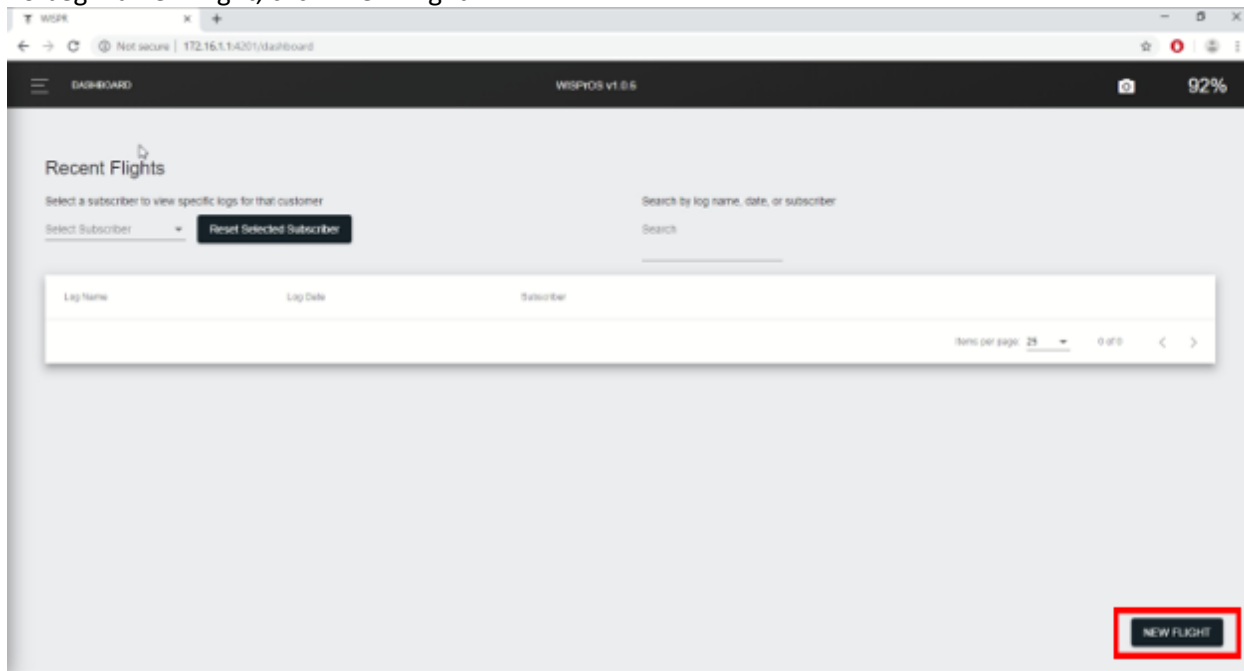 WISPR
Not secure | 172.16.1.1:4201/dashboard
DASHBOARD WISPrOS v1.0.6 92%
Recent Flights
Select a subscriber to view specific logs for that customer Search by log name, date, or subscriber
Select Subscriber Reset Selected Subscriber Search
Log Name Log Date Subscriber
Items per page: 25 0 of 0
NEW FLIGHT